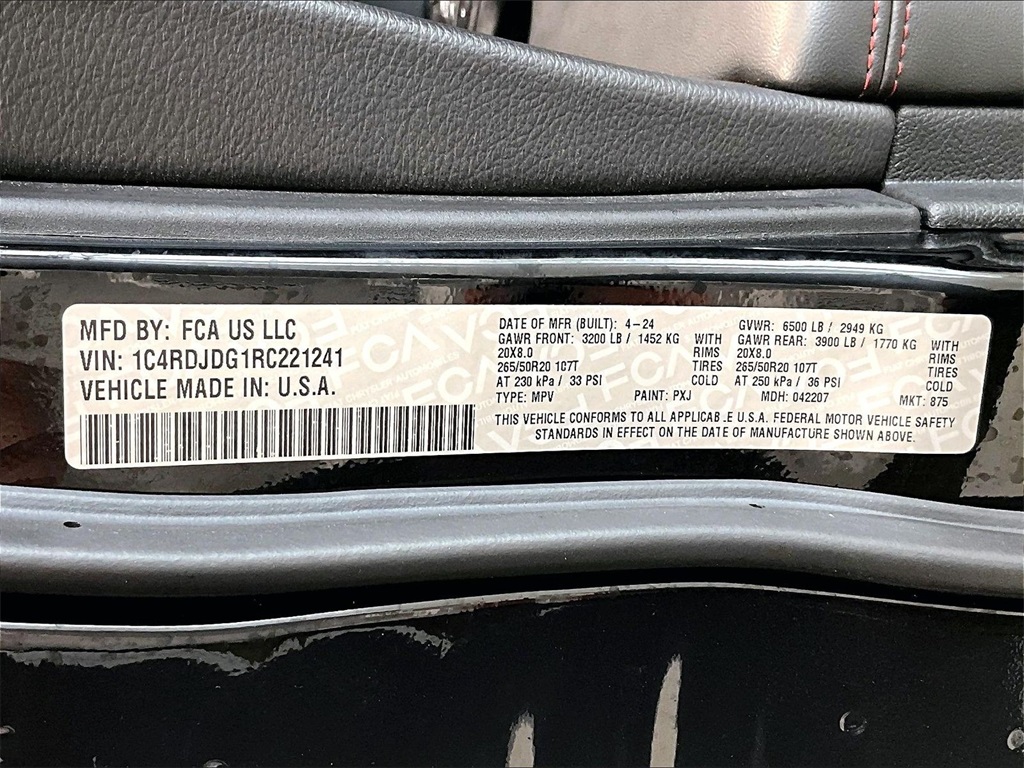 MFD BY: FCA US LLC
VIN: 1C4RDJDG1RC221241
VEHICLE MADE IN: U.S.A.
DATE OF MFR (BUILT): 4-24
GAWR FRONT: 3200 LB / 1452 KG WITH
20X8.0 RIMS
265/50R20 107T TIRES
AT 230 kPa / 33 PSI COLD
TYPE: MPV PAINT: PXJ
GVWR: 6500 LB / 2949 KG
GAWR REAR: 3900 LB / 1770 KG WITH
20X8.0 RIMS
265/50R20 107T TIRES
AT 250 kPa / 36 PSI COLD
MDH: 042207 MKT: 875
THIS VEHICLE CONFORMS TO ALL APPLICAB.E U.S.A. FEDERAL MOTOR VEHICLE SAFETY
STANDARDS IN EFFECT ON THE DATE OF MANUFACTURE SHOWN ABOVE.